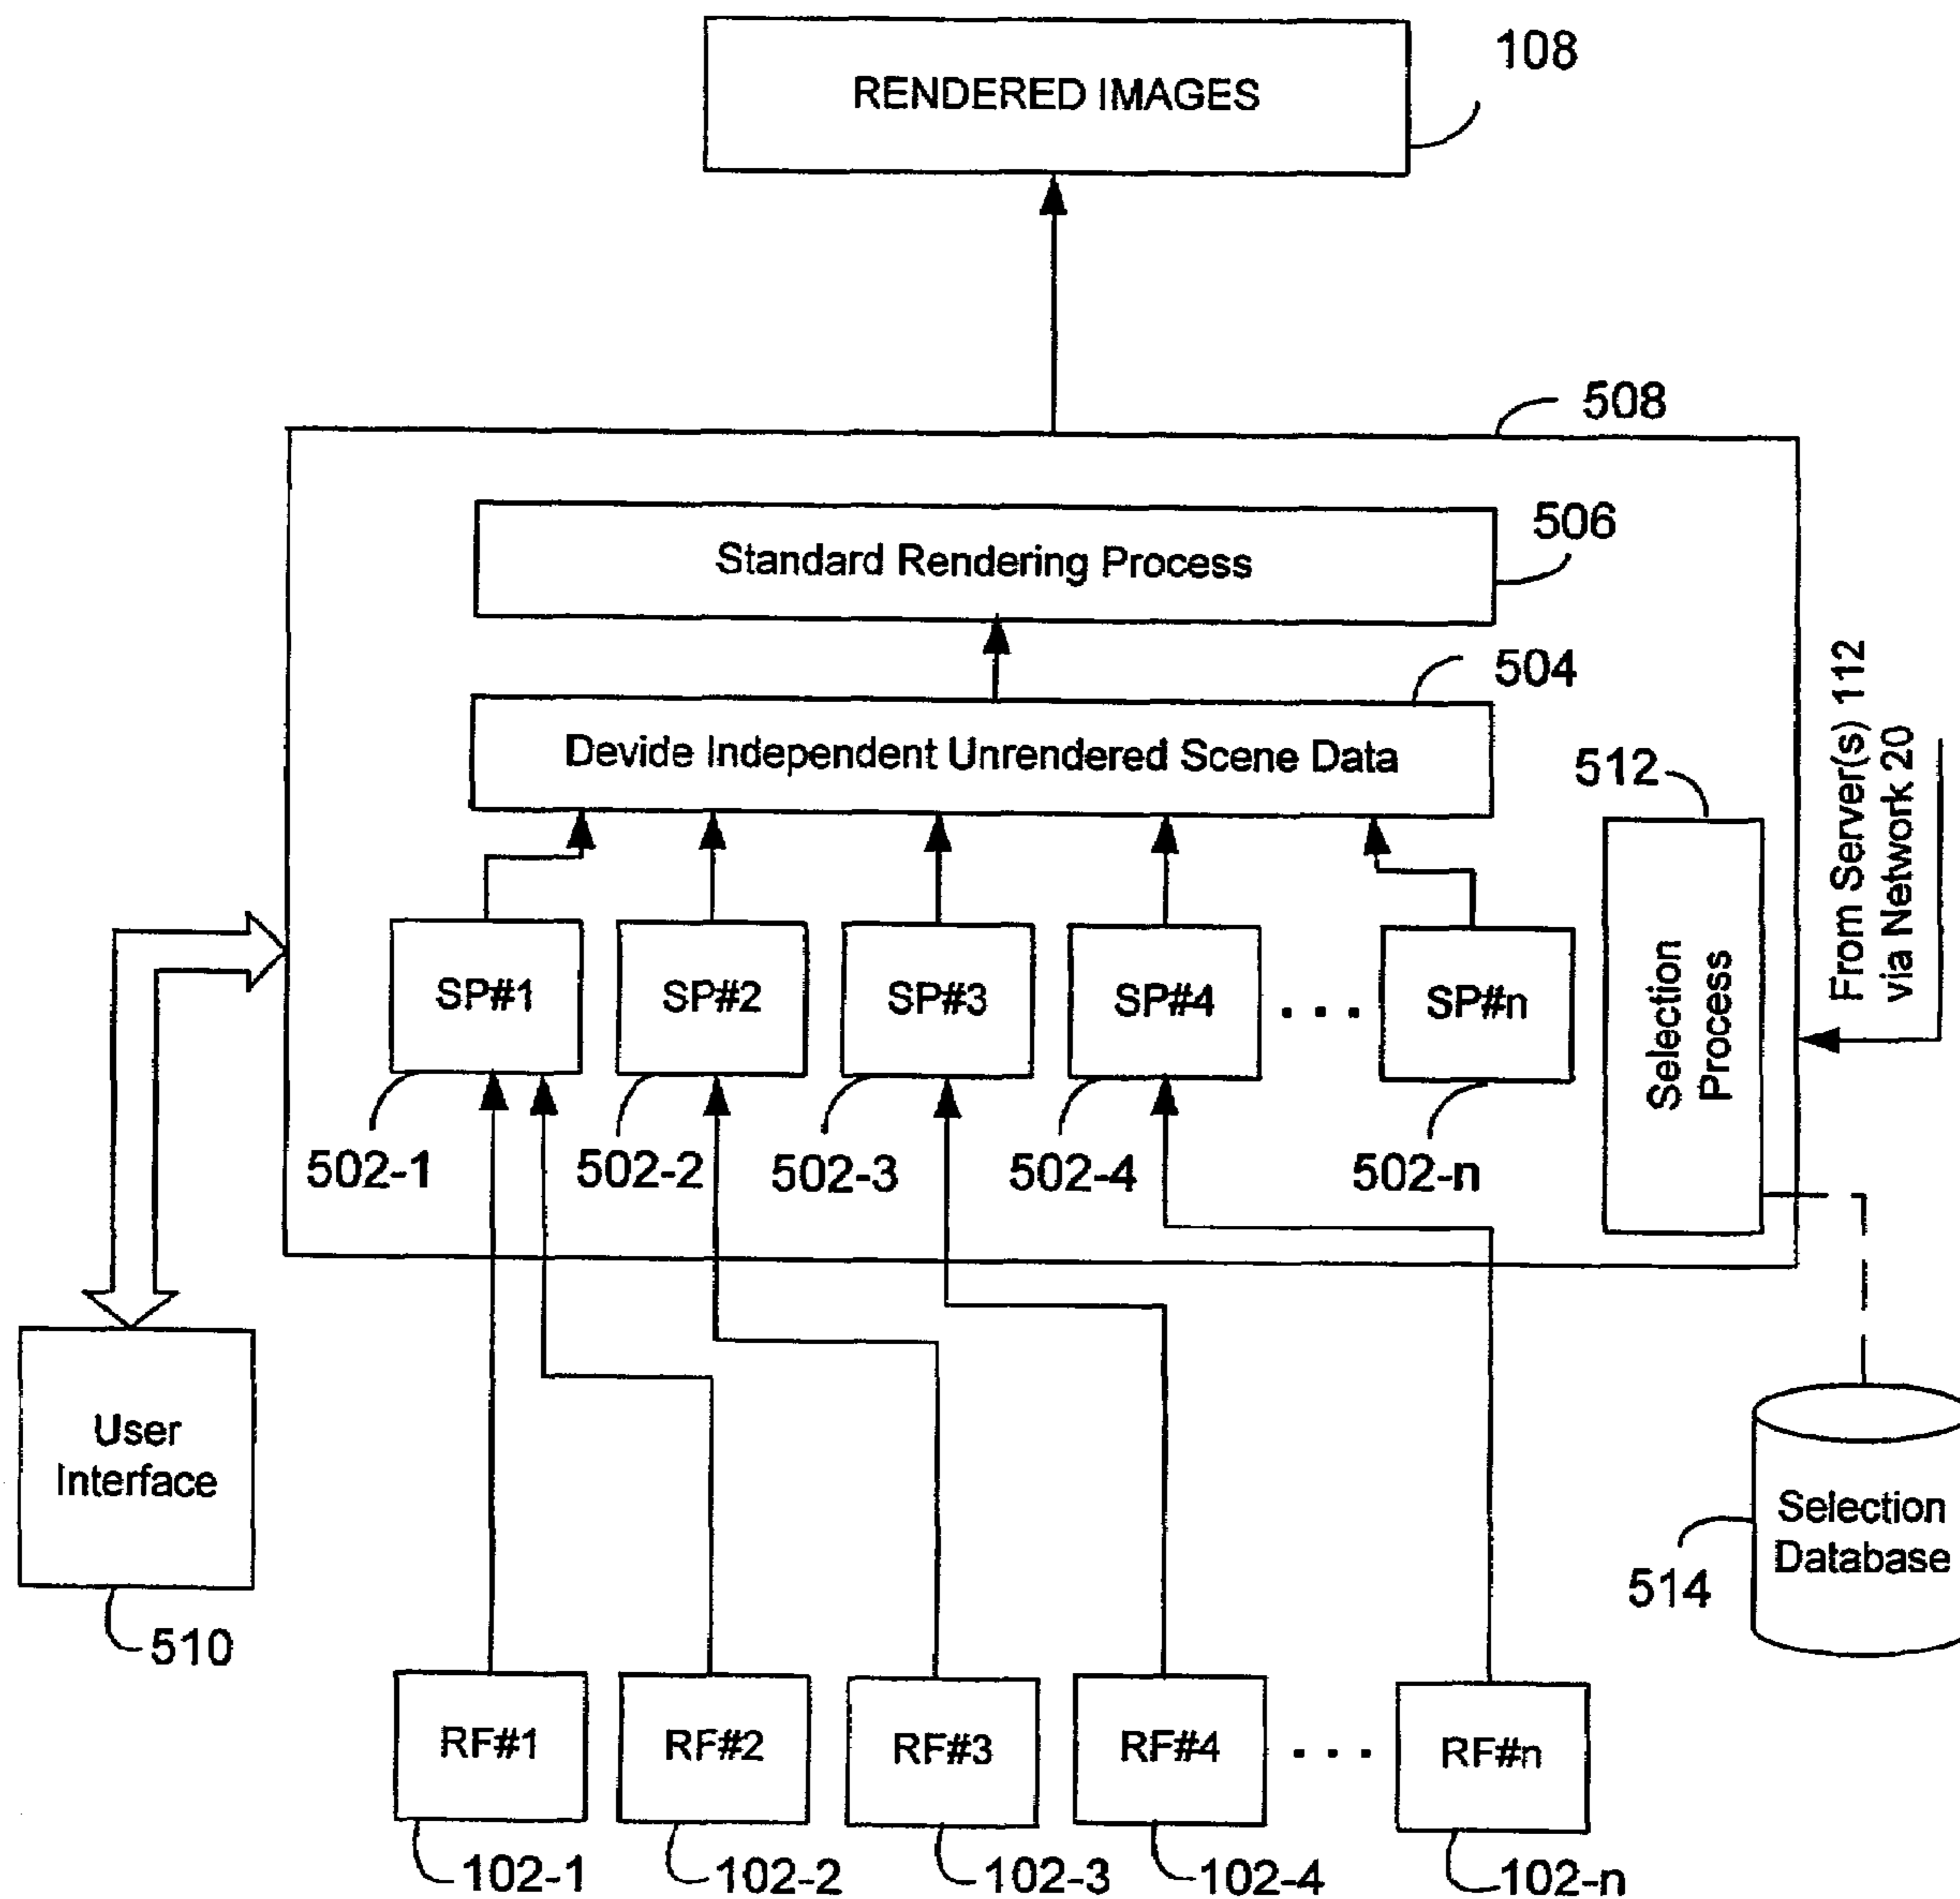 108
RENDERED IMAGES
508
506
Standard Rendering Process
504
Devide Independent Unrendered Scene Data
512
From Server(s) 112
via Network 20
SP#1
SP#2
SP#3
SP#4
...
SP#n
Selection
Process
502-1
502-2
502-3
502-4
502-n
User
Interface
510
Selection
Database
514
RF#1
RF#2
RF#3
RF#4
...
RF#n
102-1
102-2
102-3
102-4
102-n